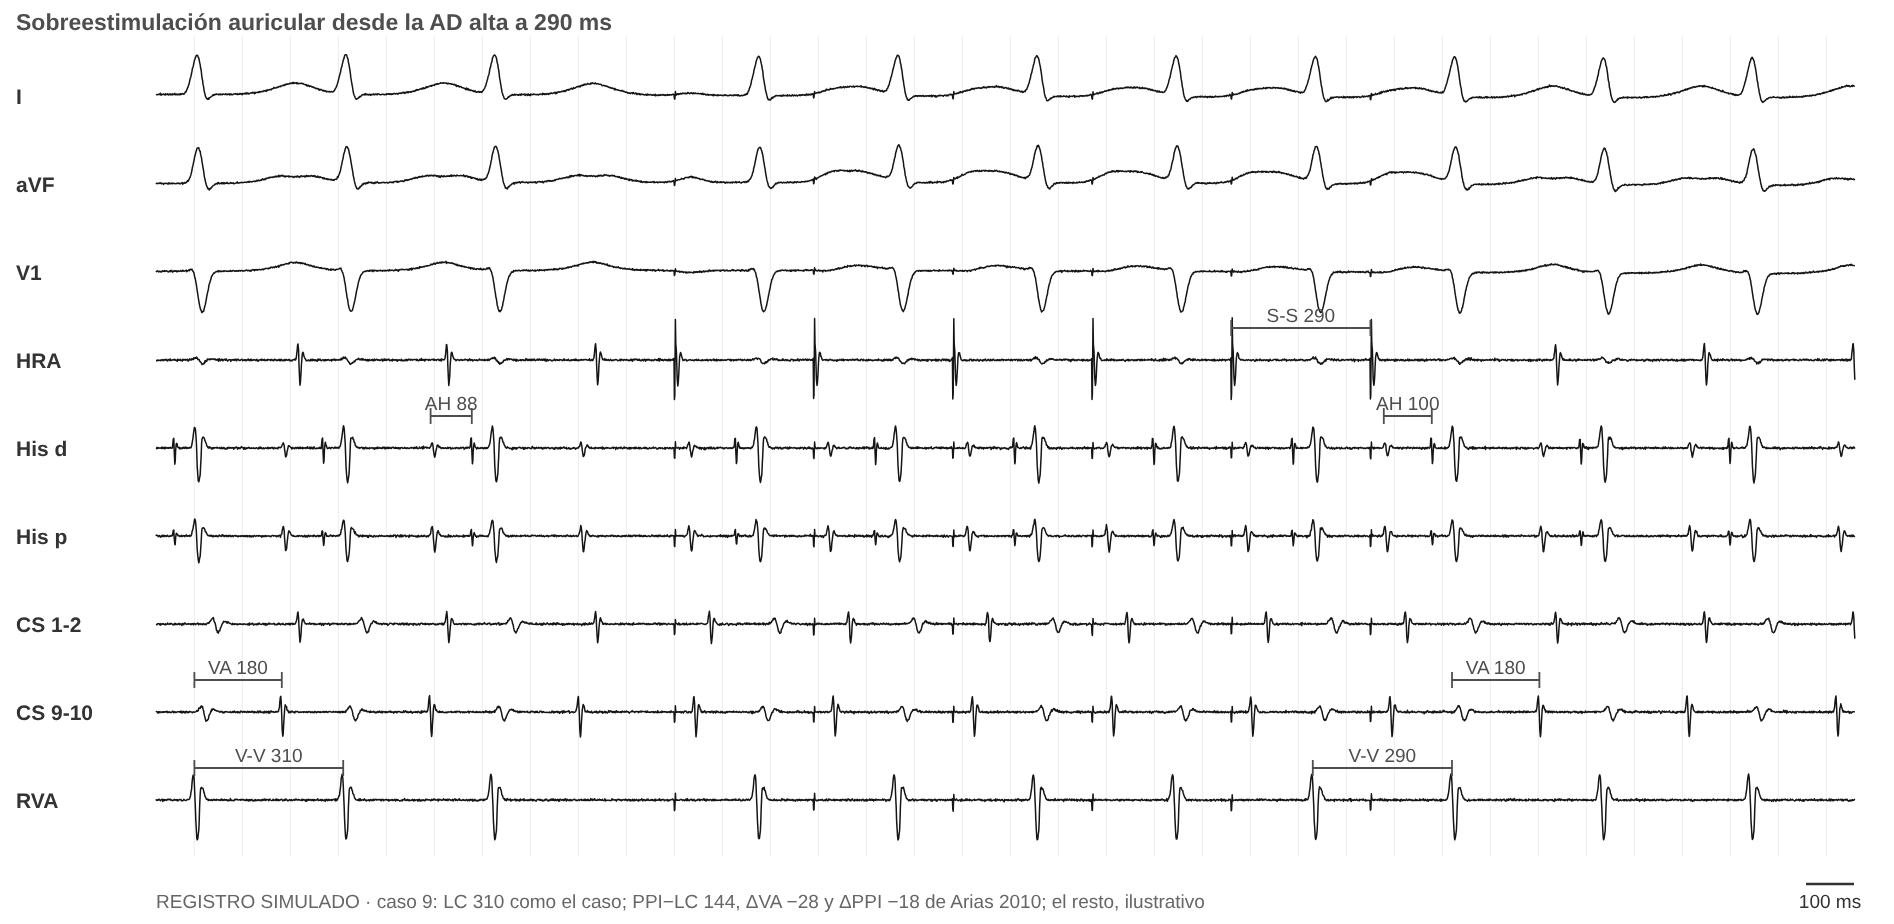 Sobreestimulación auricular desde la AD alta a 290 ms
I
aVF
V1
S-S 290
HRA
AH 88
AH 100
His d
His p
CS 1-2
VA 180
VA 180
CS 9-10
V-V 310
V-V 290
RVA
REGISTRO SIMULADO · caso 9: LC 310 como el caso; PPI−LC 144, ΔVA −28 y ΔPPI −18 de Arias 2010; el resto, ilustrativo
100 ms